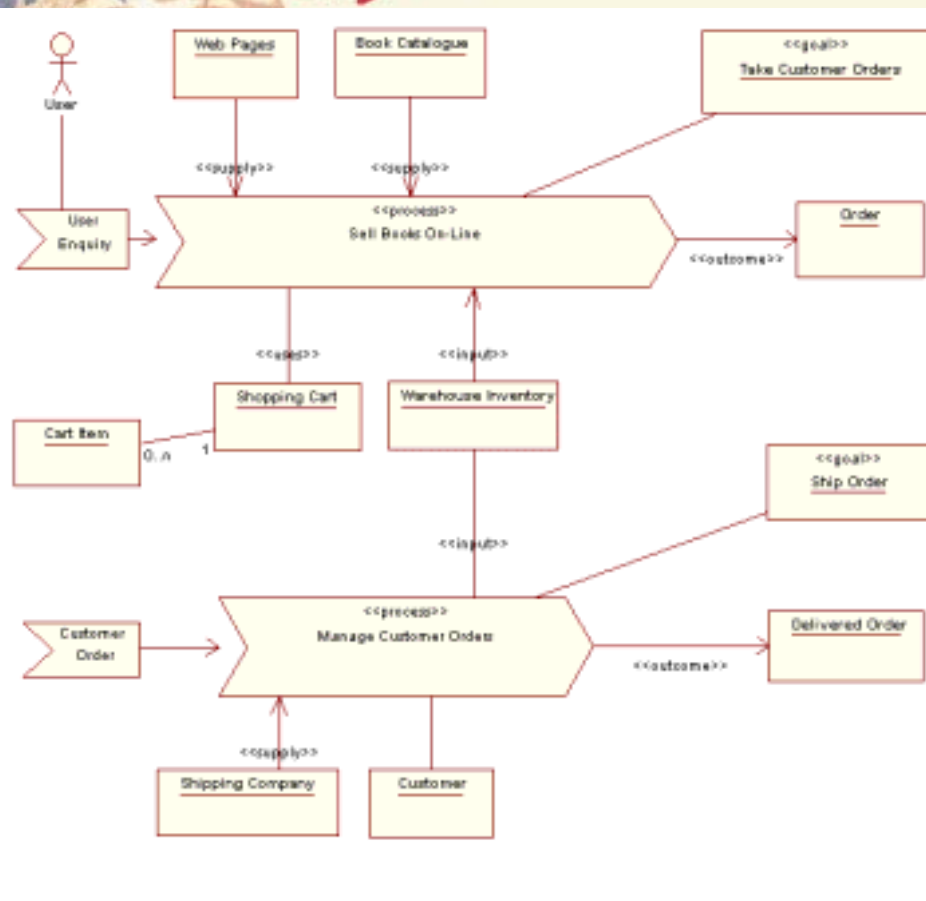 Web Pages
Book Catalogue
<<goal>>
Take Customer Orders
User
<<supply>>
<<supply>>
<<process>>
Sell Books On-Line
User
Enquiry
Order
<<outcome>>
<<uses>>
<<input>>
Shopping Cart
Warehouse Inventory
Cart Item
0..n
1
<<goal>>
Ship Order
<<input>>
<<process>>
Manage Customer Orders
Customer
Order
Delivered Order
<<outcome>>
<<supply>>
Shipping Company
Customer